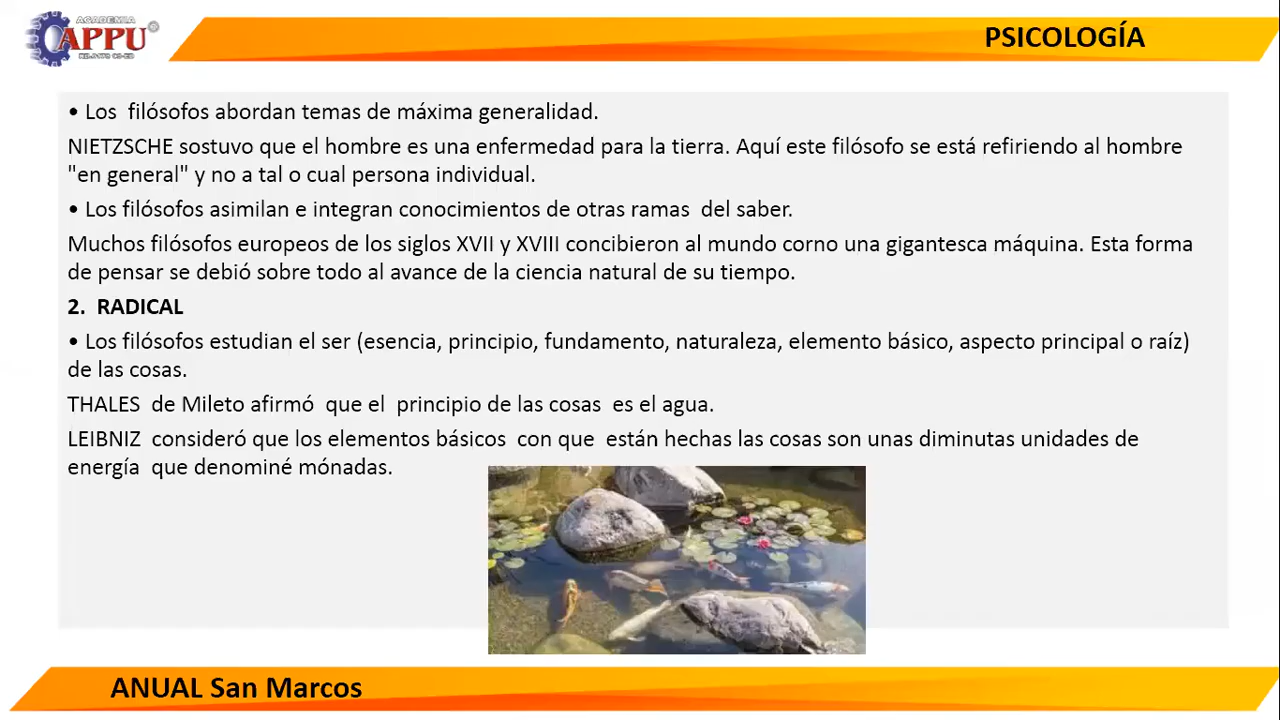 ACADEMIA
APPU
PSICOLOGÍA
• Los filósofos abordan temas de máxima generalidad.
NIETZSCHE sostuvo que el hombre es una enfermedad para la tierra. Aquí este filósofo se está refiriendo al hombre
"en general" y no a tal o cual persona individual.
• Los filósofos asimilan e integran conocimientos de otras ramas del saber.
Muchos filósofos europeos de los siglos XVII y XVIII concibieron al mundo corno una gigantesca máquina. Esta forma
de pensar se debió sobre todo al avance de la ciencia natural de su tiempo.
2. RADICAL
• Los filósofos estudian el ser (esencia, principio, fundamento, naturaleza, elemento básico, aspecto principal o raíz)
de las cosas.
THALES de Mileto afirmó que el principio de las cosas es el agua.
LEIBNIZ consideró que los elementos básicos con que están hechas las cosas son unas diminutas unidades de
energía que denominé mónadas.
ANUAL San Marcos